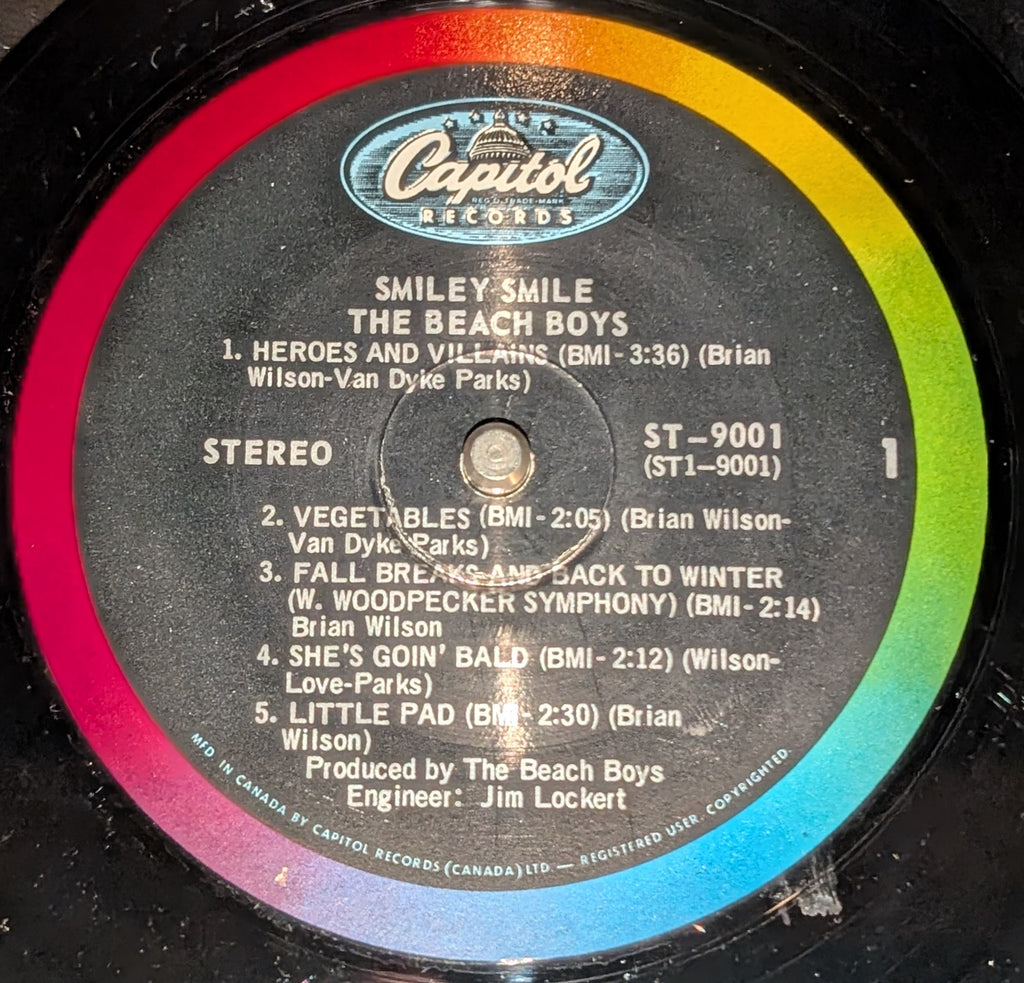 Capitol
REG'D. TRADE-MARK
RECORDS
SMILEY SMILE
THE BEACH BOYS
1. HEROES AND VILLAINS (BMI - 3:36) (Brian
Wilson-Van Dyke Parks)
STEREO
ST-9001
(ST1-9001)
1
2. VEGETABLES (BMI - 2:05) (Brian Wilson-
Van Dyke Parks)
3. FALL BREAKS AND BACK TO WINTER
(W. WOODPECKER SYMPHONY) (BMI - 2:14)
Brian Wilson
4. SHE'S GOIN' BALD (BMI - 2:12) (Wilson-
Love-Parks)
5. LITTLE PAD (BMI - 2:30) (Brian
Wilson)
Produced by The Beach Boys
Engineer: Jim Lockert
MFD. IN CANADA BY CAPITOL RECORDS (CANADA) LTD. — REGISTERED USER. COPYRIGHTED.